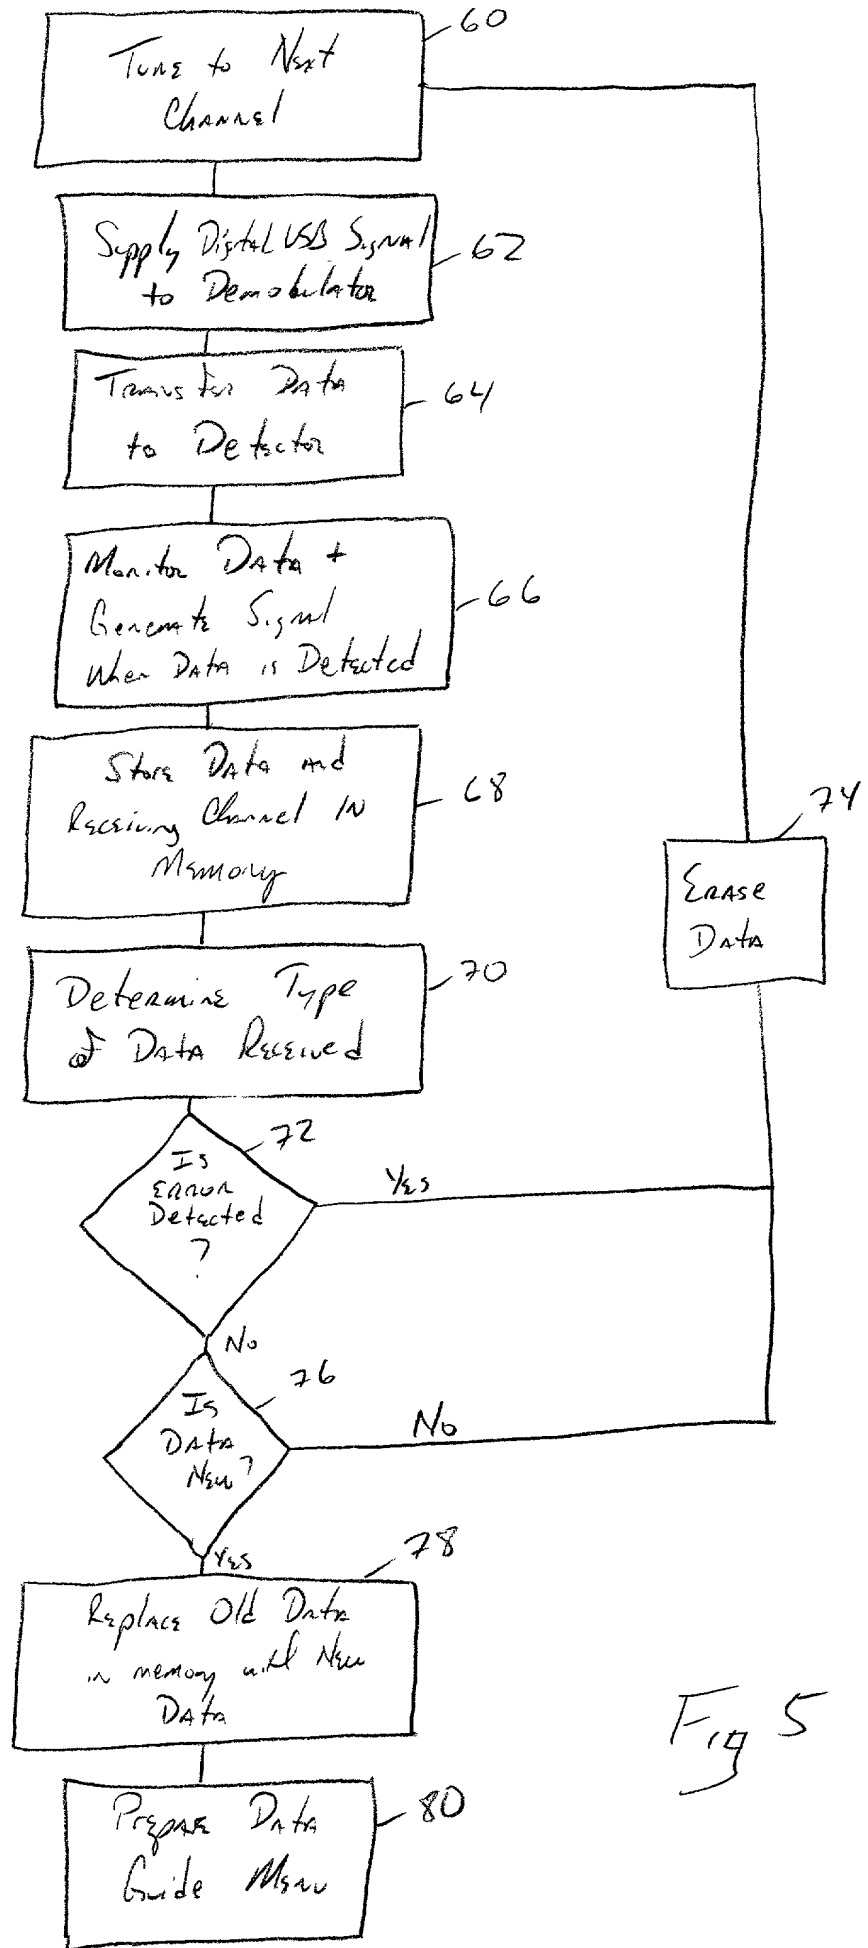 60
Tune to Next
Channel
Supply Digital VSB Signal
to Demodulator
62
Transfer Data
to Detector
64
Monitor Data +
Generate Signal
When Data is Detected
66
Store Data and
Receiving Channel IN
Memory
68
74
Erase
Data
Determine Type
of Data Received
70
72
Is
Error
Detected
?
Yes
No
76
Is
Data
New?
No
Yes
78
Replace Old Data
in memory with New
Data
Fig 5
Prepare Data
Guide Menu
80